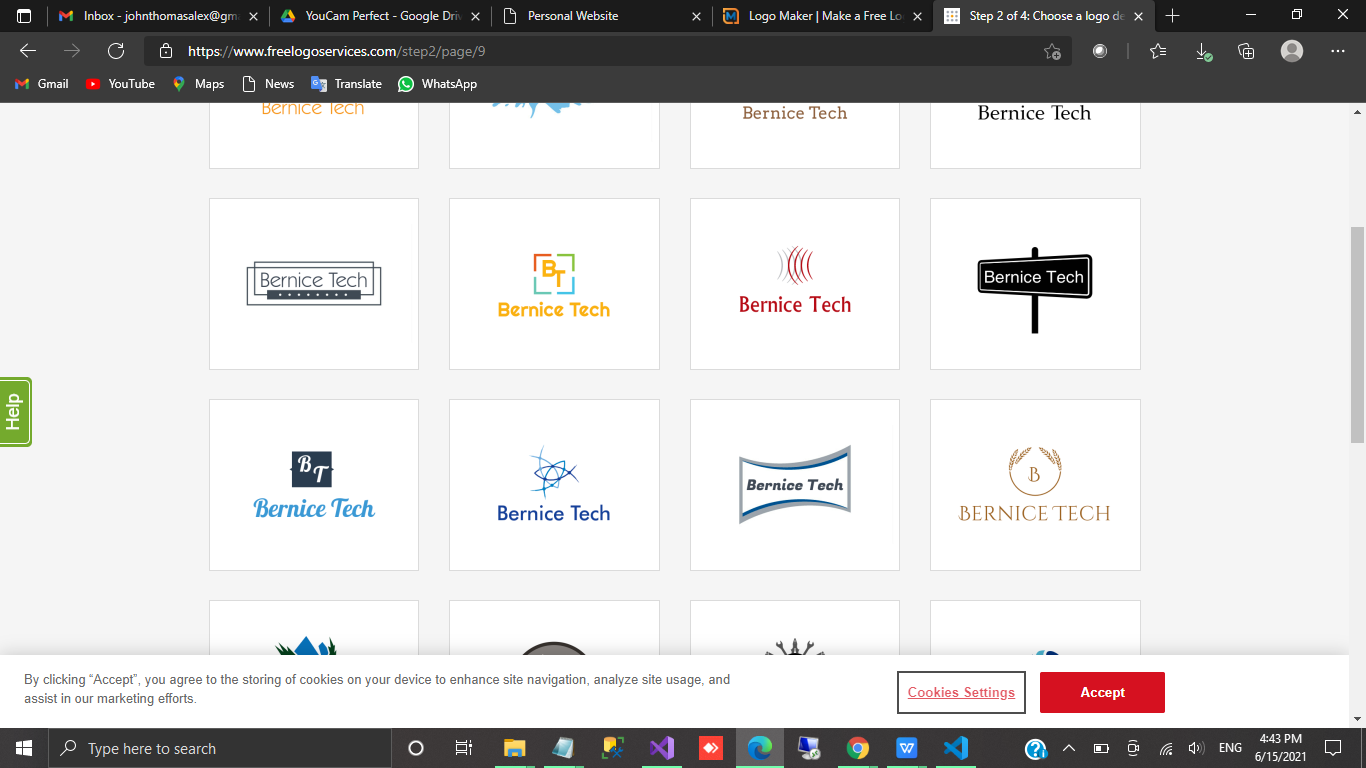 Inbox - johnthomasalex@gm
YouCam Perfect - Google Driv
Personal Website
Logo Maker | Make a Free Lo
Step 2 of 4: Choose a logo de
https://www.freelogoservices.com/step2/page/9
Gmail
YouTube
Maps
News
Translate
WhatsApp
Bernice Tech
Bernice Tech
Bernice Tech
Bernice Tech
BT
Bernice Tech
Bernice Tech
Bernice Tech
BT
Bernice Tech
Bernice Tech
Bernice Tech
B
BERNICE TECH
Help
By clicking “Accept”, you agree to the storing of cookies on your device to enhance site navigation, analyze site usage, and
assist in our marketing efforts.
Cookies Settings
Accept
Type here to search
ENG
4:43 PM
6/15/2021